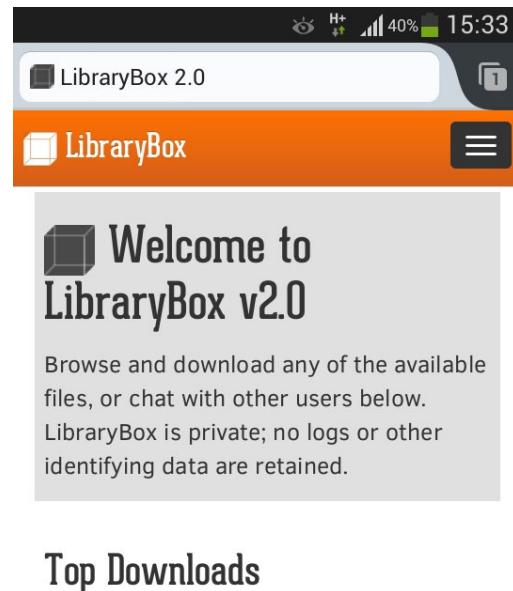 H+ 40% 15:33
LibraryBox 2.0 1
LibraryBox
Welcome to
LibraryBox v2.0
Browse and download any of the available
files, or chat with other users below.
LibraryBox is private; no logs or other
identifying data are retained.
Top Downloads